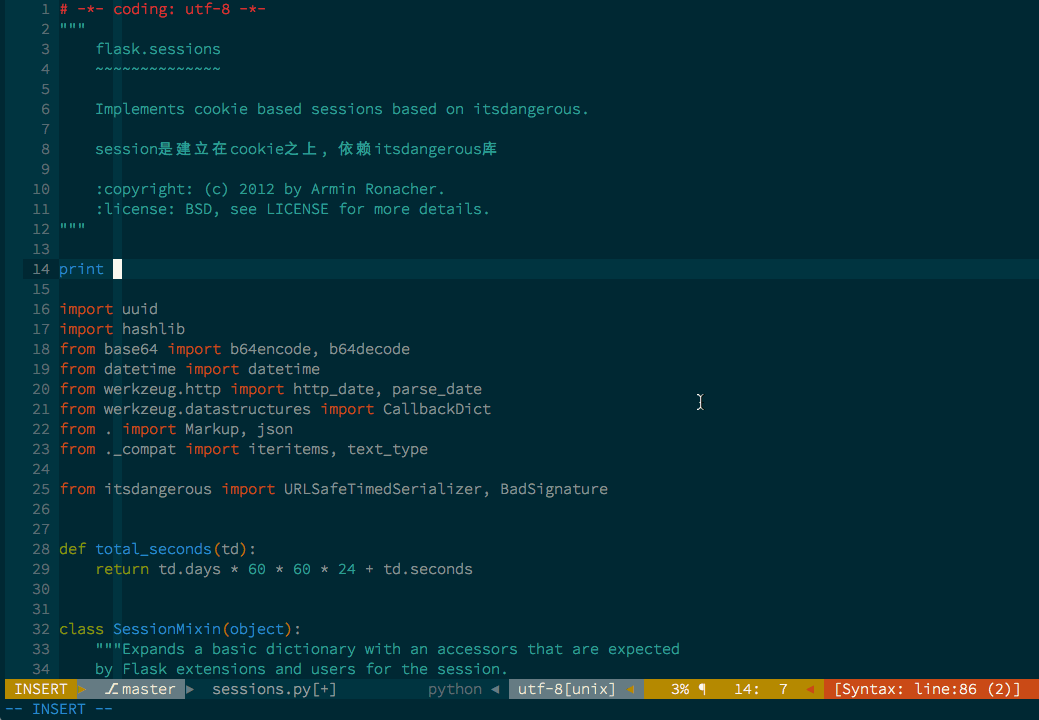 1 # -*- coding: utf-8 -*-
2 """
3     flask.sessions
4     ~~~~~~~~~~~~~~
5
6     Implements cookie based sessions based on itsdangerous.
7
8     session是建立在cookie之上, 依赖itsdangerous库
9
10     :copyright: (c) 2012 by Armin Ronacher.
11     :license: BSD, see LICENSE for more details.
12 """
13
14 print
15
16 import uuid
17 import hashlib
18 from base64 import b64encode, b64decode
19 from datetime import datetime
20 from werkzeug.http import http_date, parse_date
21 from werkzeug.datastructures import CallbackDict
22 from . import Markup, json
23 from ._compat import iteritems, text_type
24
25 from itsdangerous import URLSafeTimedSerializer, BadSignature
26
27
28 def total_seconds(td):
29     return td.days * 60 * 60 * 24 + td.seconds
30
31
32 class SessionMixin(object):
33     """Expands a basic dictionary with an accessors that are expected
34     by Flask extensions and users for the session.
INSERT master sessions.py[+] python utf-8[unix] 3% ¶ 14: 7 [Syntax: line:86 (2)]
-- INSERT --